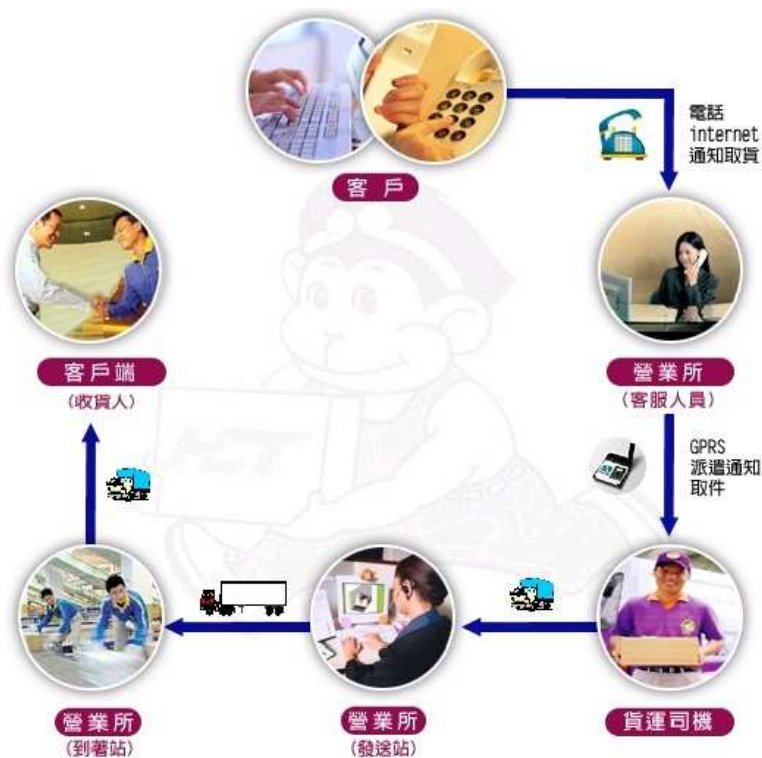 客戶
電話
internet
通知取貨
客戶端
(收貨人)
營業所
(客服人員)
GPRS
派遣通知
取件
營業所
(到著站)
營業所
(發送站)
貨運司機